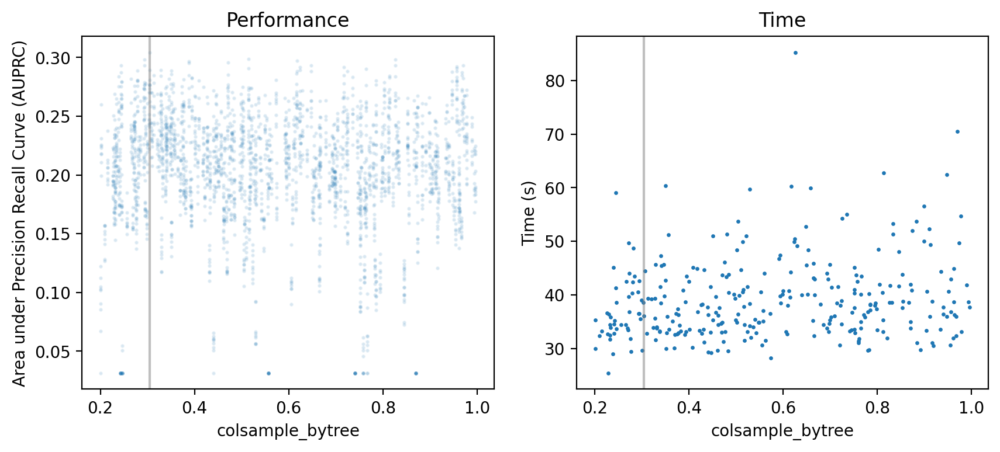 Performance
Area under Precision Recall Curve (AUPRC)
0.30
0.25
0.20
0.15
0.10
0.05
0.2 0.4 0.6 0.8 1.0
colsample_bytree
Time
Time (s)
80
70
60
50
40
30
0.2 0.4 0.6 0.8 1.0
colsample_bytree